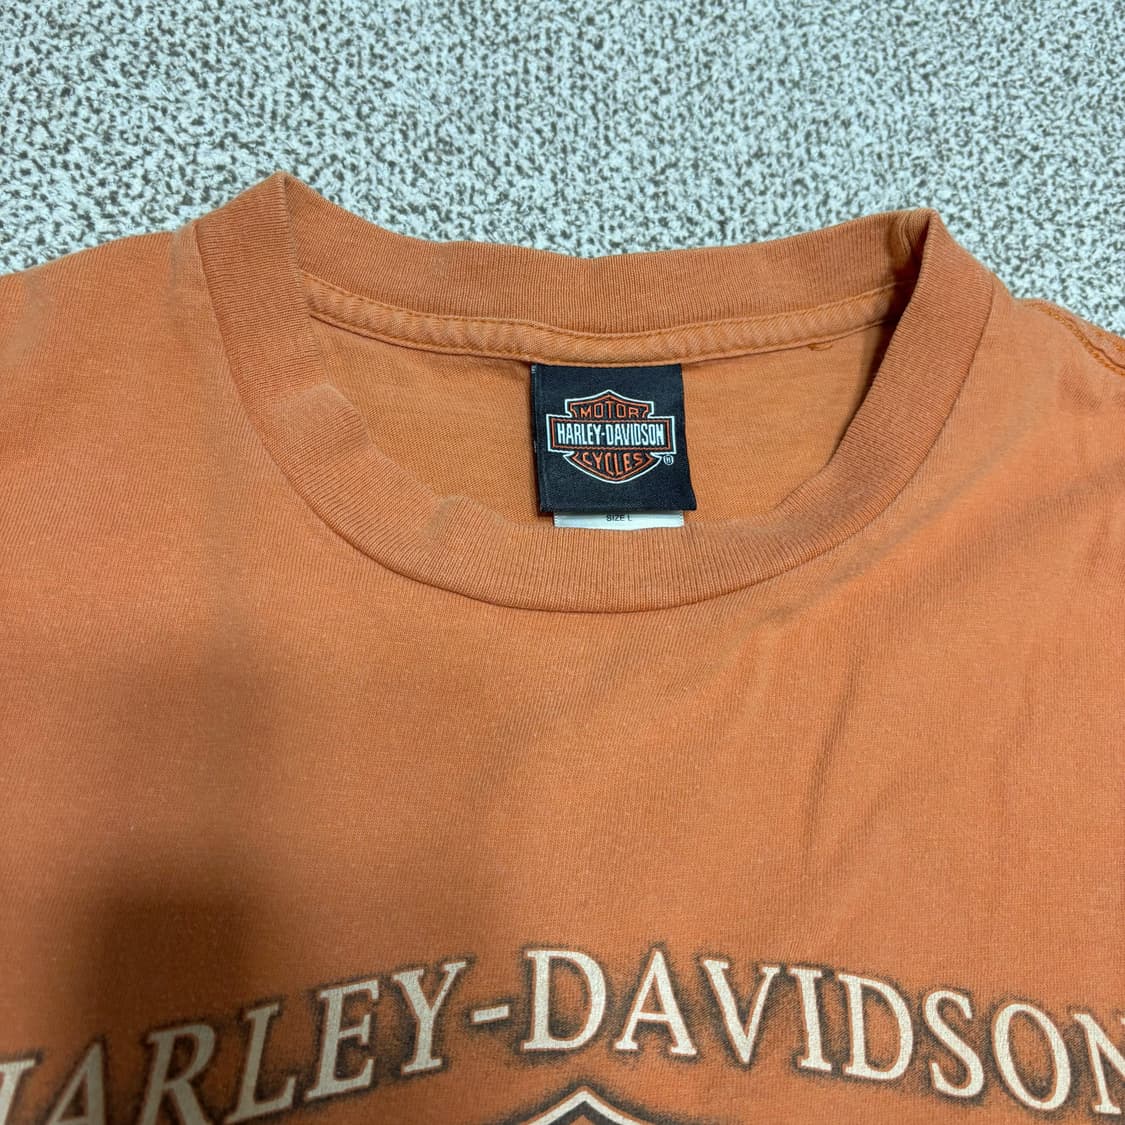 MOTOR
HARLEY-DAVIDSON
CYCLES
®
SIZE L
HARLEY-DAVIDSON